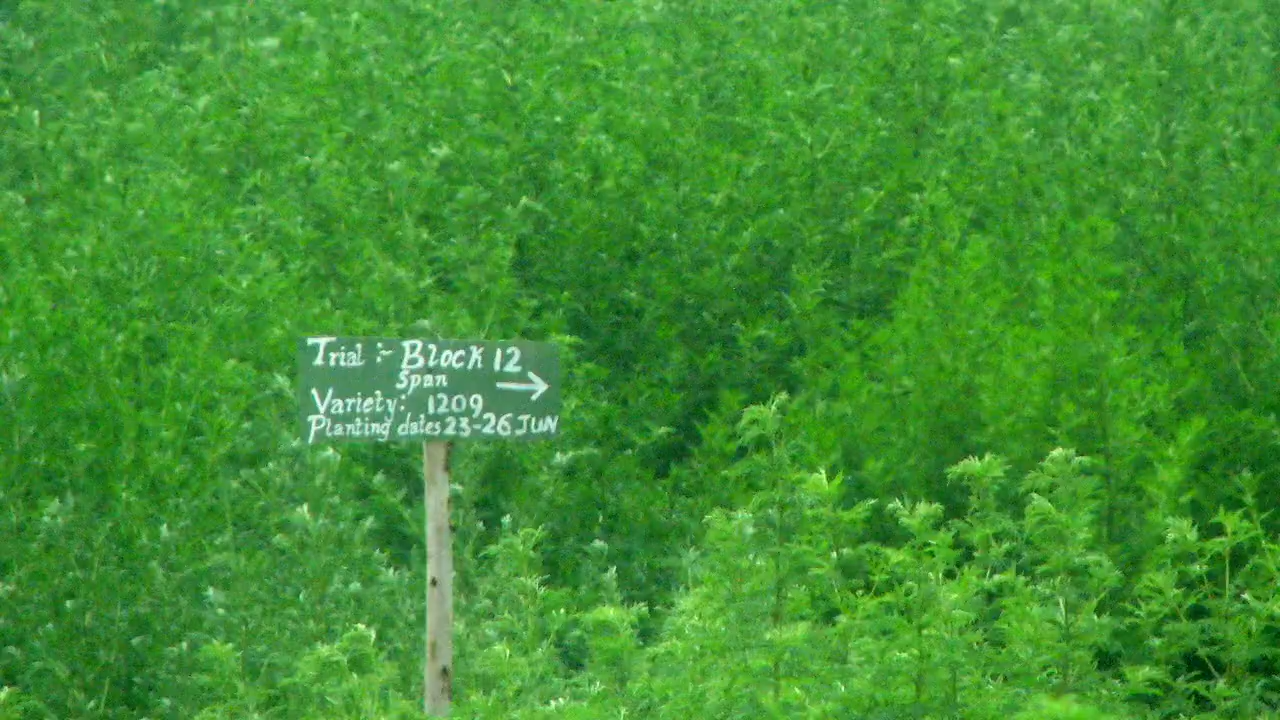 Trial :- Block 12
Span →
Variety: 1209
Planting dates 23-26 JUN